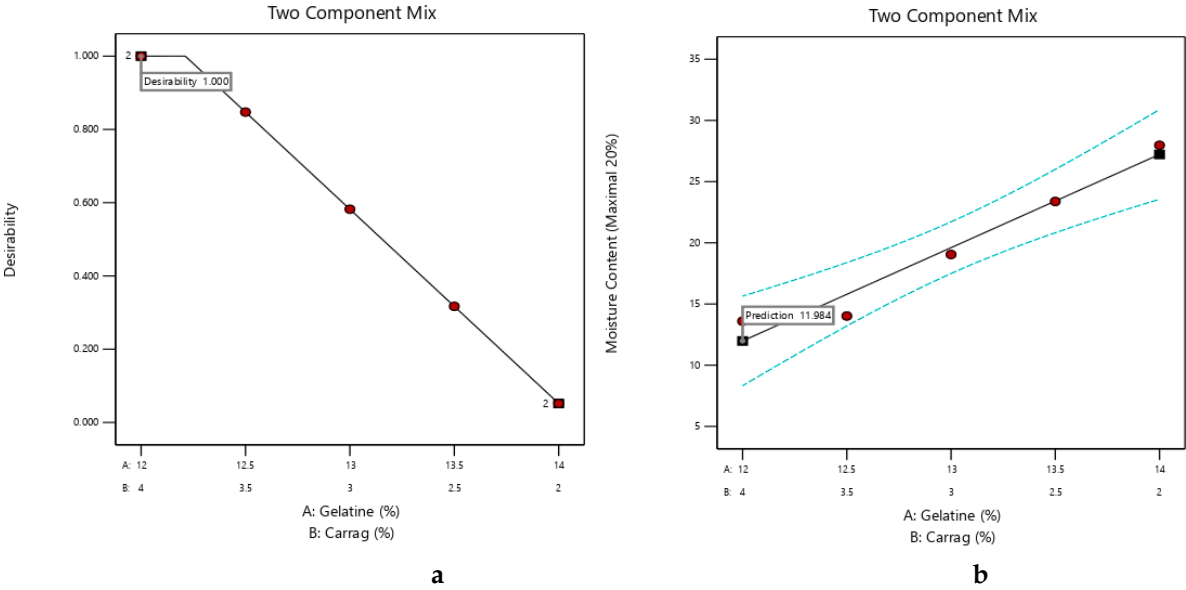 Two Component Mix
Desirability
1.000
0.800
0.600
0.400
0.200
0.000
2
Desirability 1.000
2
A: 12 12.5 13 13.5 14
B: 4 3.5 3 2.5 2
A: Gelatine (%)
B: Carrag (%)
a
Two Component Mix
Moisture Content (Maximal 20%)
35
30
25
20
15
10
5
Prediction 11.984
A: 12 12.5 13 13.5 14
B: 4 3.5 3 2.5 2
A: Gelatine (%)
B: Carrag (%)
b